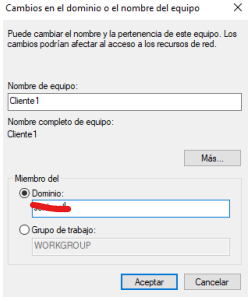 Cambios en el dominio o el nombre del equipo
Puede cambiar el nombre y la pertenencia de este equipo. Los
cambios podrían afectar al acceso a los recursos de red.
Nombre de equipo:
Cliente1
Nombre completo de equipo:
Cliente1
Más...
Miembro del
Dominio:
Grupo de trabajo:
WORKGROUP
Aceptar Cancelar